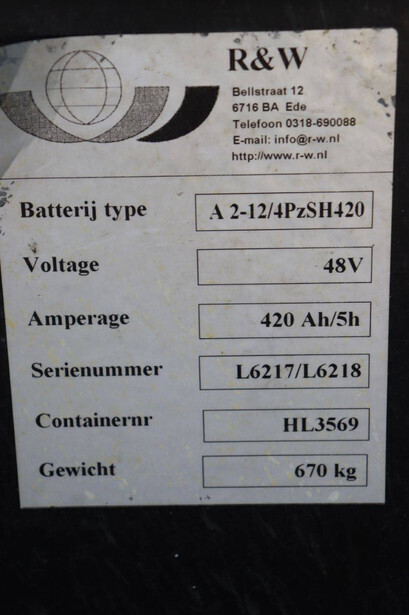 R&W
Bellstraat 12
6716 BA Ede
Telefoon 0318-690088
E-mail: info@r-w.nl
http://www.r-w.nl
Batterij type A 2-12/4PzSH420
Voltage 48V
Amperage 420 Ah/5h
Serienummer L6217/L6218
Containernr HL3569
Gewicht 670 kg